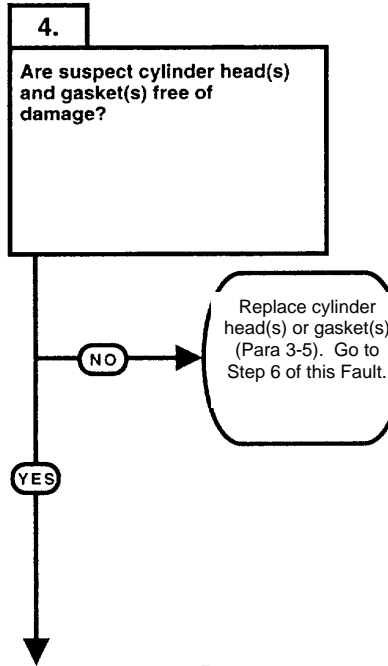 4.
Are suspect cylinder head(s)
and gasket(s) free of
damage?
Replace cylinder
head(s) or gasket(s)
(Para 3-5). Go to
Step 6 of this Fault.
NO
YES